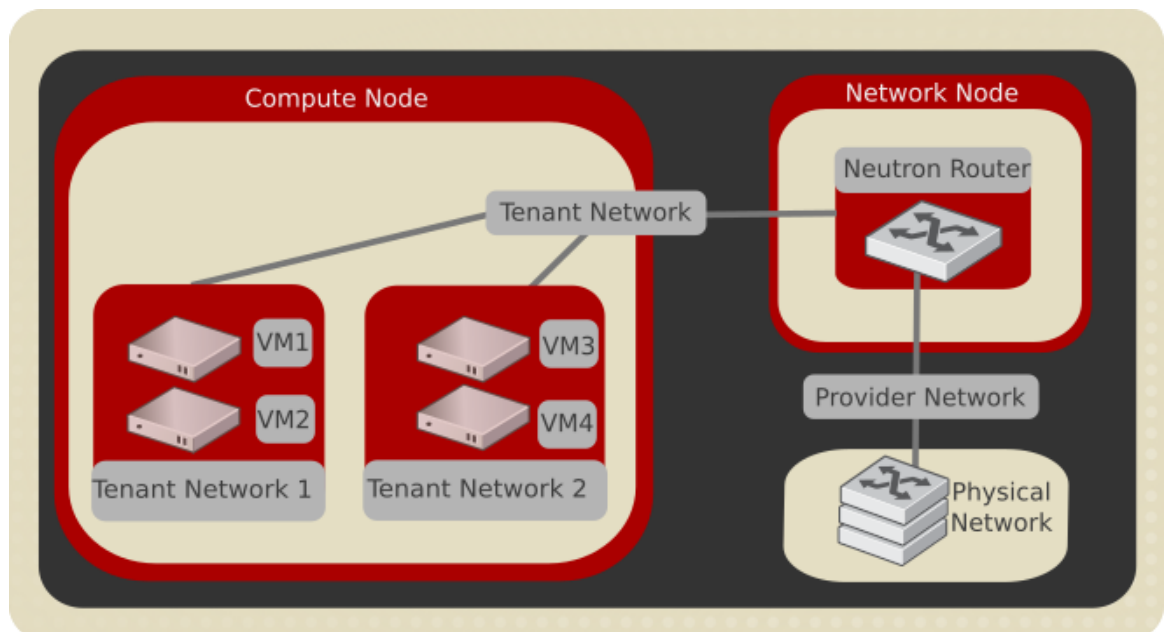 Compute Node
Network Node
Neutron Router
Tenant Network
VM1
VM3
VM2
VM4
Provider Network
Tenant Network 1
Tenant Network 2
Physical
Network